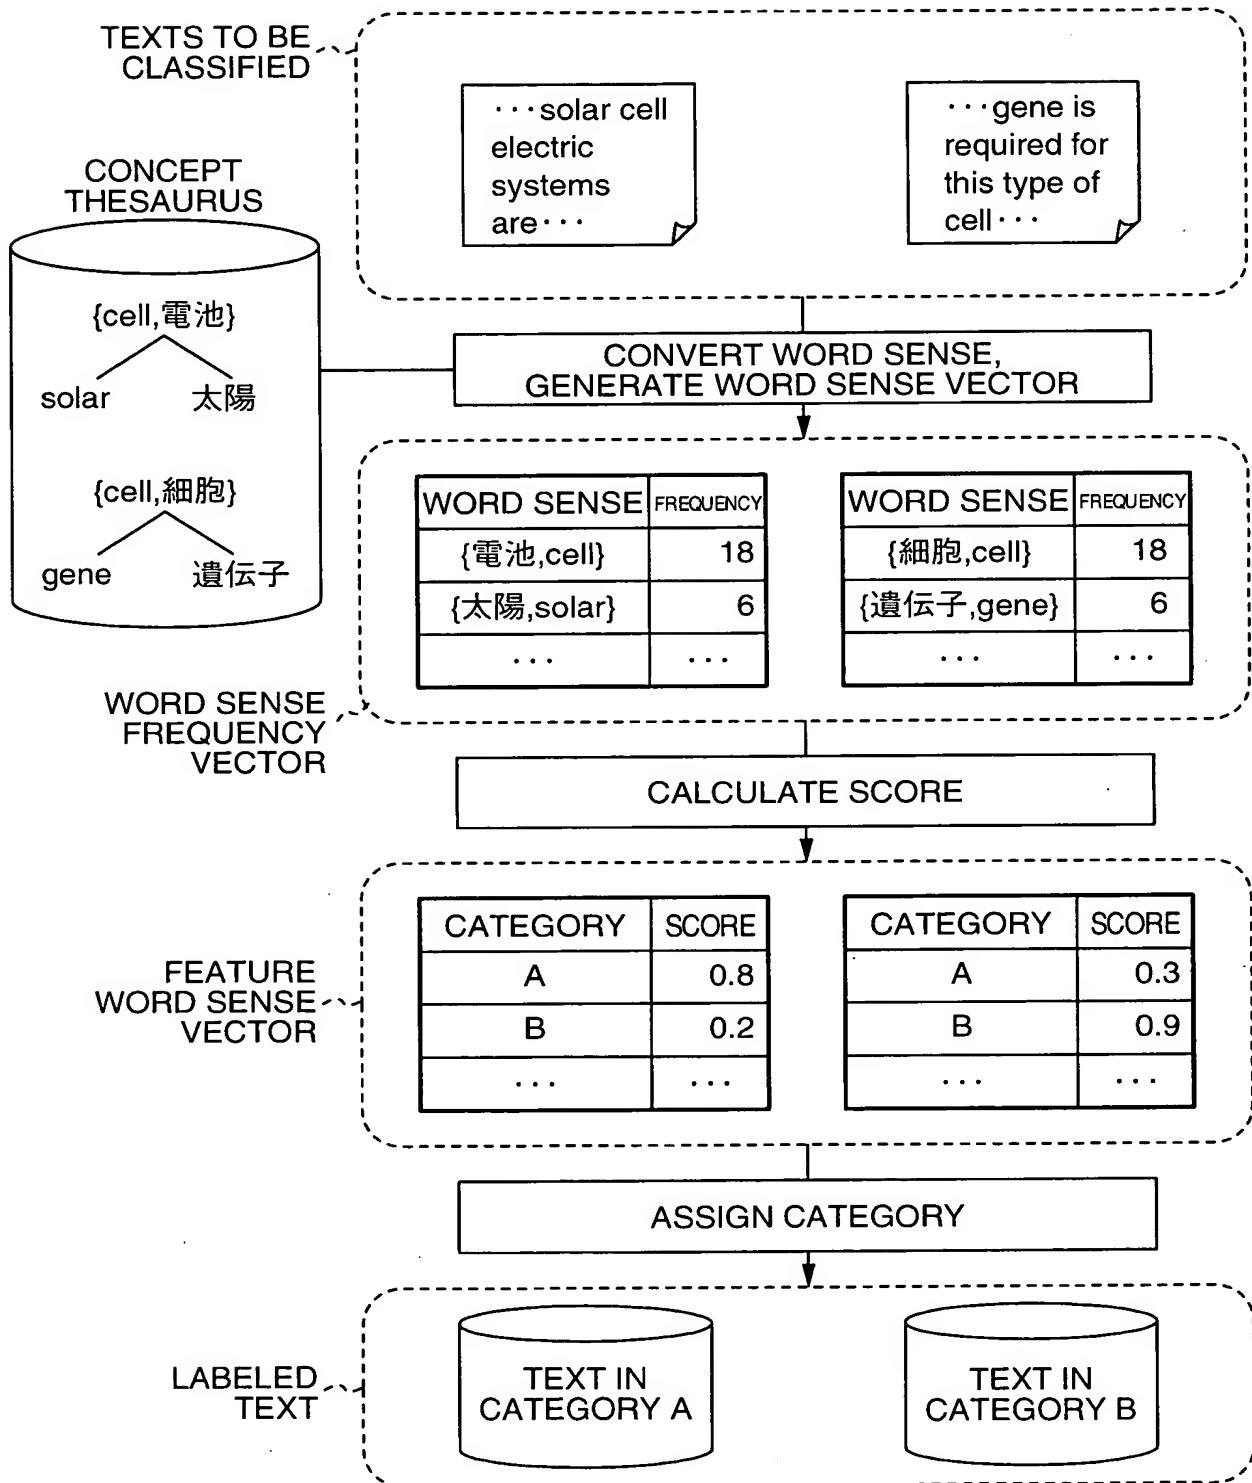 TEXTS TO BE
CLASSIFIED
···solar cell
electric
systems
are···
···gene is
required for
this type of
cell···
CONCEPT
THESAURUS
{cell,電池}
solar 太陽
{cell,細胞}
gene 遺伝子
CONVERT WORD SENSE,
GENERATE WORD SENSE VECTOR
WORD SENSE FREQUENCY
{電池,cell} 18
{太陽,solar} 6
··· ···
WORD SENSE FREQUENCY
{細胞,cell} 18
{遺伝子,gene} 6
··· ···
WORD SENSE
FREQUENCY
VECTOR
CALCULATE SCORE
FEATURE
WORD SENSE
VECTOR
CATEGORY SCORE
A 0.8
B 0.2
··· ···
CATEGORY SCORE
A 0.3
B 0.9
··· ···
ASSIGN CATEGORY
LABELED
TEXT
TEXT IN
CATEGORY A
TEXT IN
CATEGORY B